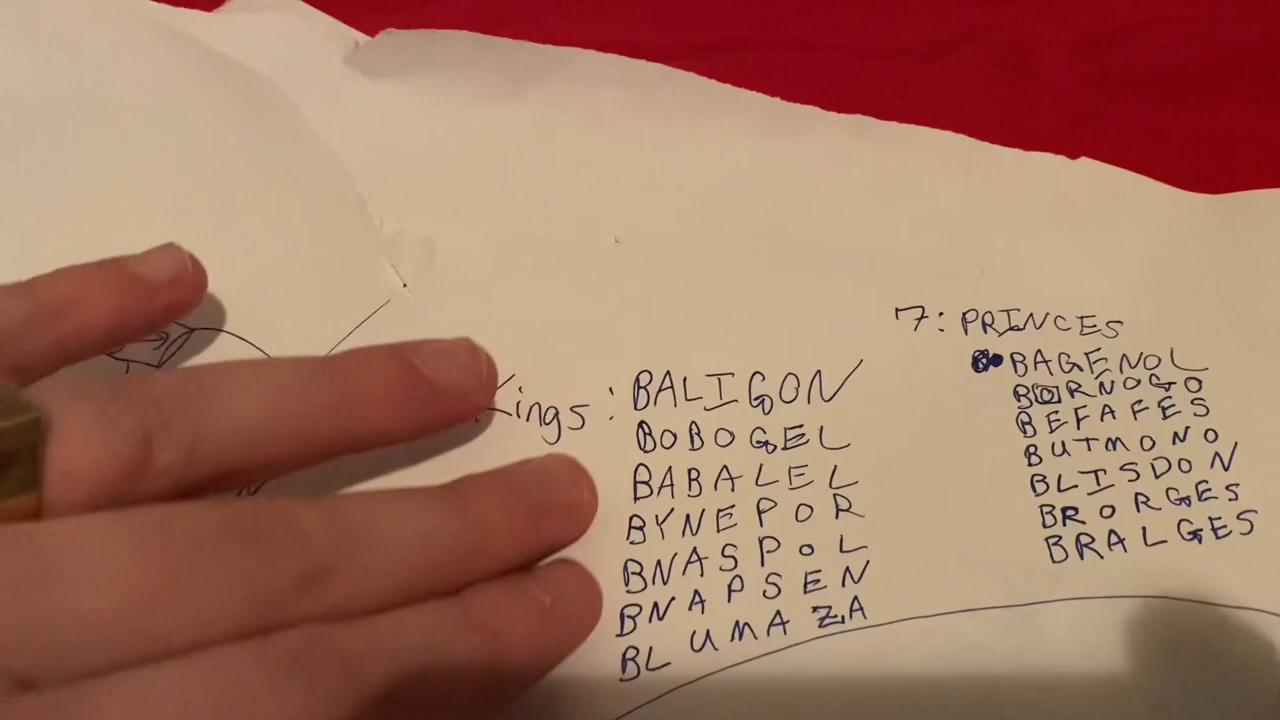 Kings: BALIGON
BOBOGEL
BABALEL
BYNEPOR
BNASPOL
BNAPSEN
BLUMAZA
7: PRINCES
BAGENOL
BORNOGO
BEFAFES
BUTMONO
BLISDON
BRORGES
BRALGES